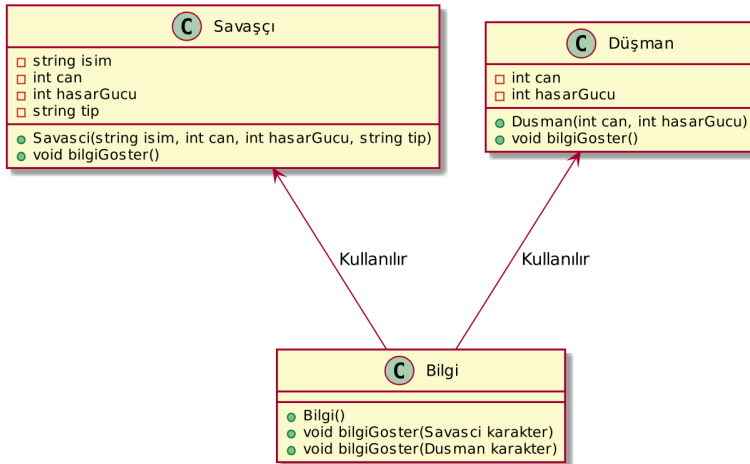 C Savaşçı
string isim
int can
int hasarGucu
string tip
Savasci(string isim, int can, int hasarGucu, string tip)
void bilgiGoster()
C Düşman
int can
int hasarGucu
Dusman(int can, int hasarGucu)
void bilgiGoster()
Kullanılır
Kullanılır
C Bilgi
Bilgi()
void bilgiGoster(Savasci karakter)
void bilgiGoster(Dusman karakter)